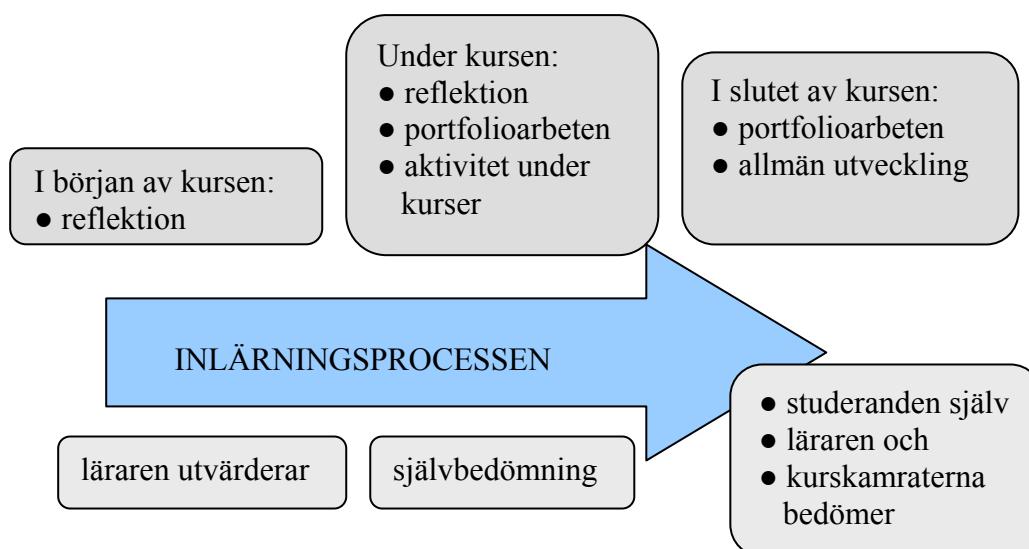 Under kursen:
● reflektion
● portfolioarbeten
● aktivitet under
kurser
I slutet av kursen:
● portfolioarbeten
● allmän utveckling
I början av kursen:
● reflektion
INLÄRNINGSPROCESSEN
läraren utvärderar
självbedömning
● studeranden själv
● läraren och
● kurskamraterna
bedömer